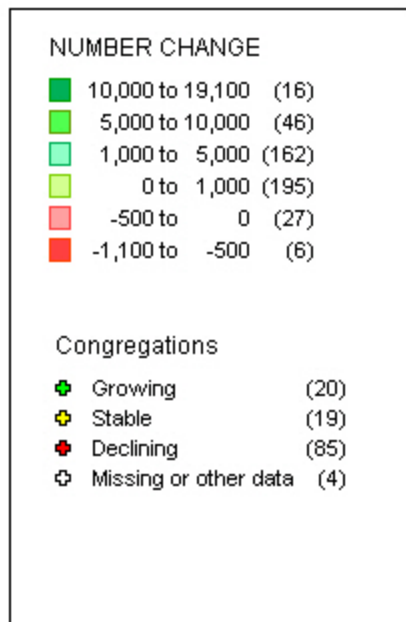 NUMBER CHANGE
10,000 to 19,100 (16)
5,000 to 10,000 (46)
1,000 to 5,000 (162)
0 to 1,000 (195)
-500 to 0 (27)
-1,100 to -500 (6)
Congregations
Growing (20)
Stable (19)
Declining (85)
Missing or other data (4)